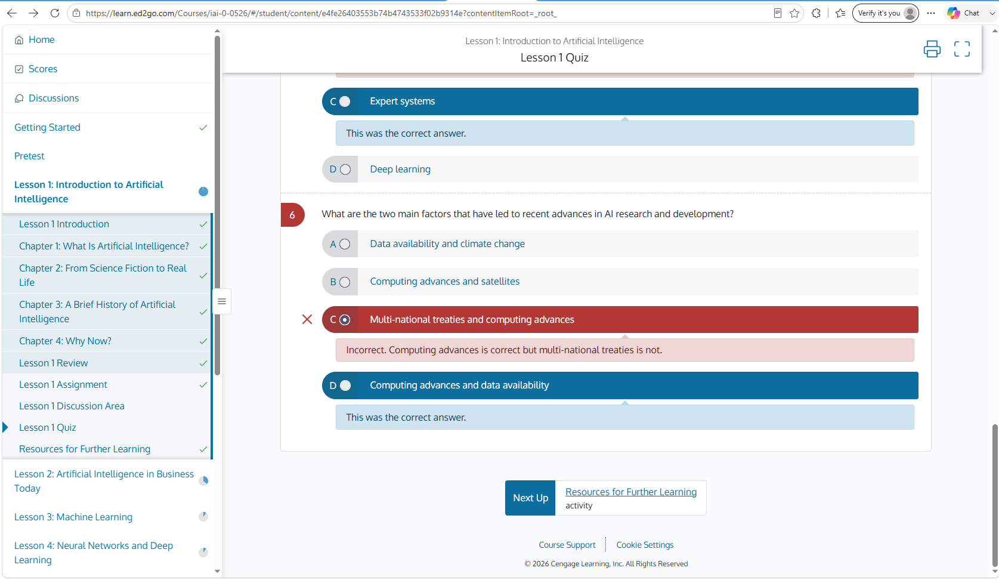 https://learn.ed2go.com/Courses/iai-0-0526/#/student/content/e4fe26403553b74b4743533f02b9314e?contentItemRoot=_root_
Verify it's you
Chat
Home
Scores
Discussions
Getting Started
Pretest
Lesson 1: Introduction to Artificial
Intelligence
Lesson 1 Introduction
Chapter 1: What Is Artificial Intelligence?
Chapter 2: From Science Fiction to Real
Life
Chapter 3: A Brief History of Artificial
Intelligence
Chapter 4: Why Now?
Lesson 1 Review
Lesson 1 Assignment
Lesson 1 Discussion Area
Lesson 1 Quiz
Resources for Further Learning
Lesson 2: Artificial Intelligence in Business
Today
Lesson 3: Machine Learning
Lesson 4: Neural Networks and Deep
Learning
Lesson 1: Introduction to Artificial Intelligence
Lesson 1 Quiz
C Expert systems
This was the correct answer.
D Deep learning
6 What are the two main factors that have led to recent advances in AI research and development?
A Data availability and climate change
B Computing advances and satellites
C Multi-national treaties and computing advances
Incorrect. Computing advances is correct but multi-national treaties is not.
D Computing advances and data availability
This was the correct answer.
Next Up
Resources for Further Learning
activity
Course Support
Cookie Settings
© 2026 Cengage Learning, Inc. All Rights Reserved